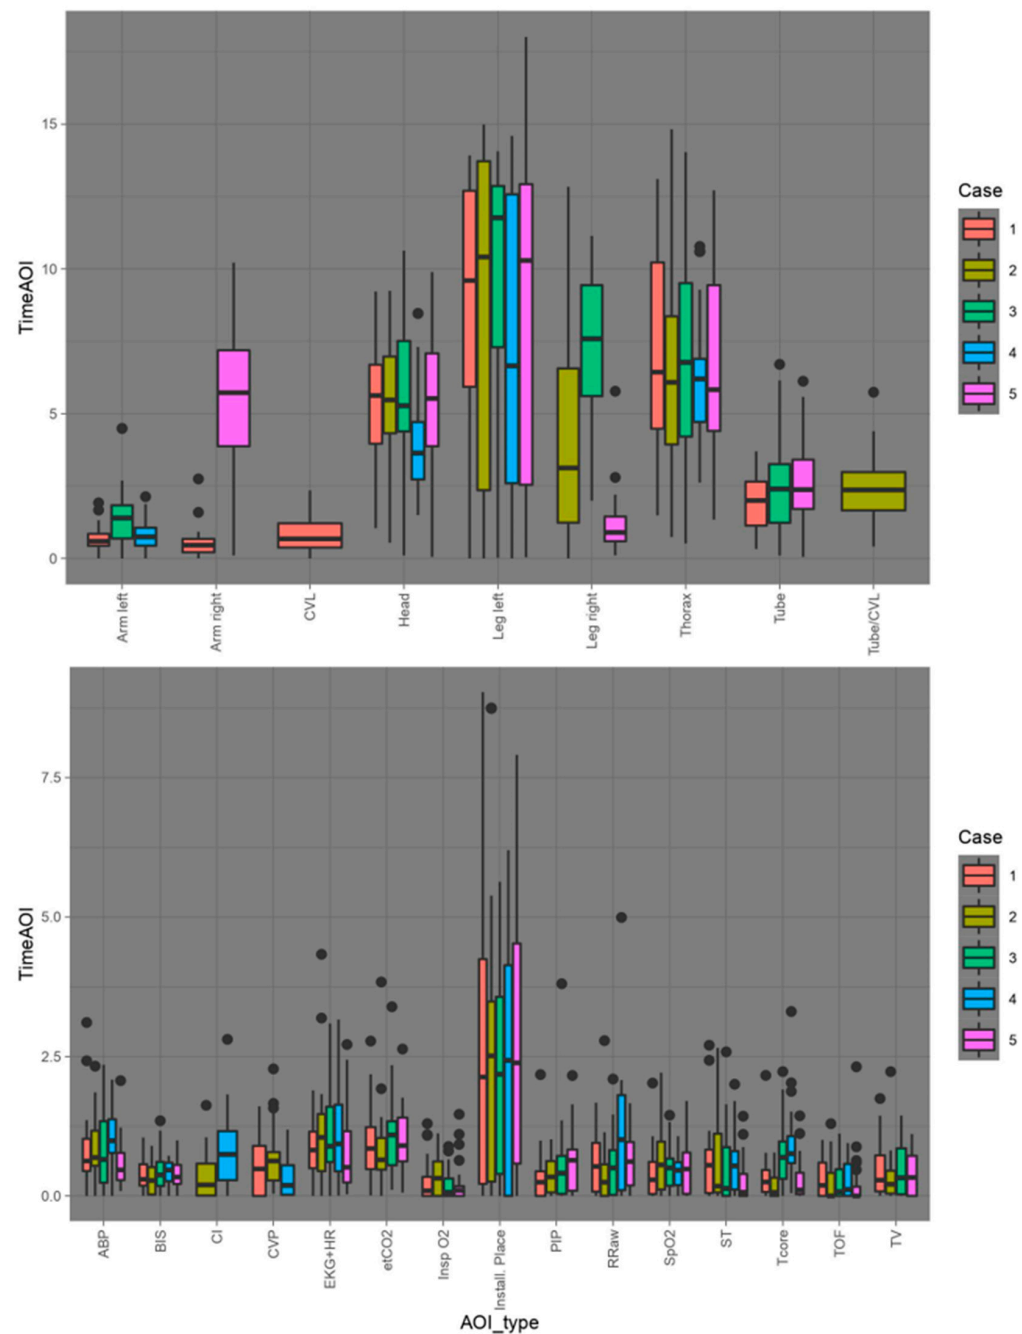 TimeAOI
15
10
5
0
Arm left
Arm right
CVL
Head
Leg left
Leg right
Thorax
Tube
Tube/CVL
Case
1
2
3
4
5
TimeAOI
7.5
5.0
2.5
0.0
ABP
BIS
CI
CVP
EKG+HR
etCO2
Insp O2
Install. Place
PIP
RRaw
SpO2
ST
Tcore
TOF
TV
AOI_type
Case
1
2
3
4
5